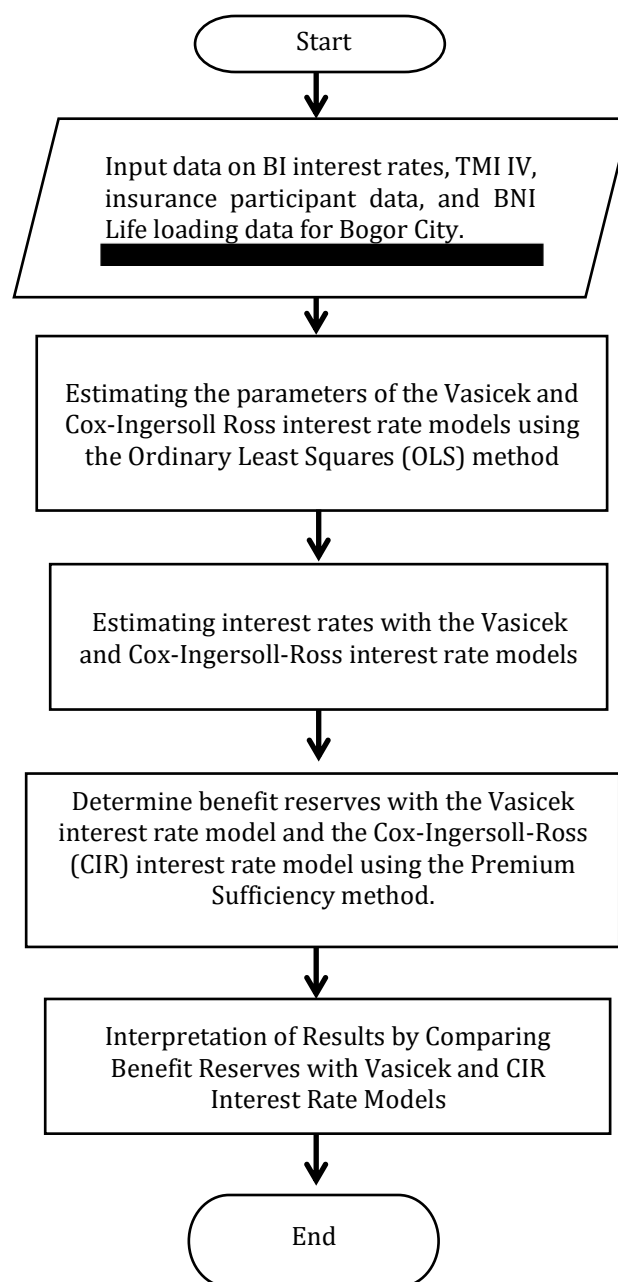 Start
Input data on BI interest rates, TMI IV,
insurance participant data, and BNI
Life loading data for Bogor City.
Estimating the parameters of the Vasicek and
Cox-Ingersoll Ross interest rate models using
the Ordinary Least Squares (OLS) method
Estimating interest rates with the Vasicek
and Cox-Ingersoll-Ross interest rate models
Determine benefit reserves with the Vasicek
interest rate model and the Cox-Ingersoll-Ross
(CIR) interest rate model using the Premium
Sufficiency method.
Interpretation of Results by Comparing
Benefit Reserves with Vasicek and CIR
Interest Rate Models
End